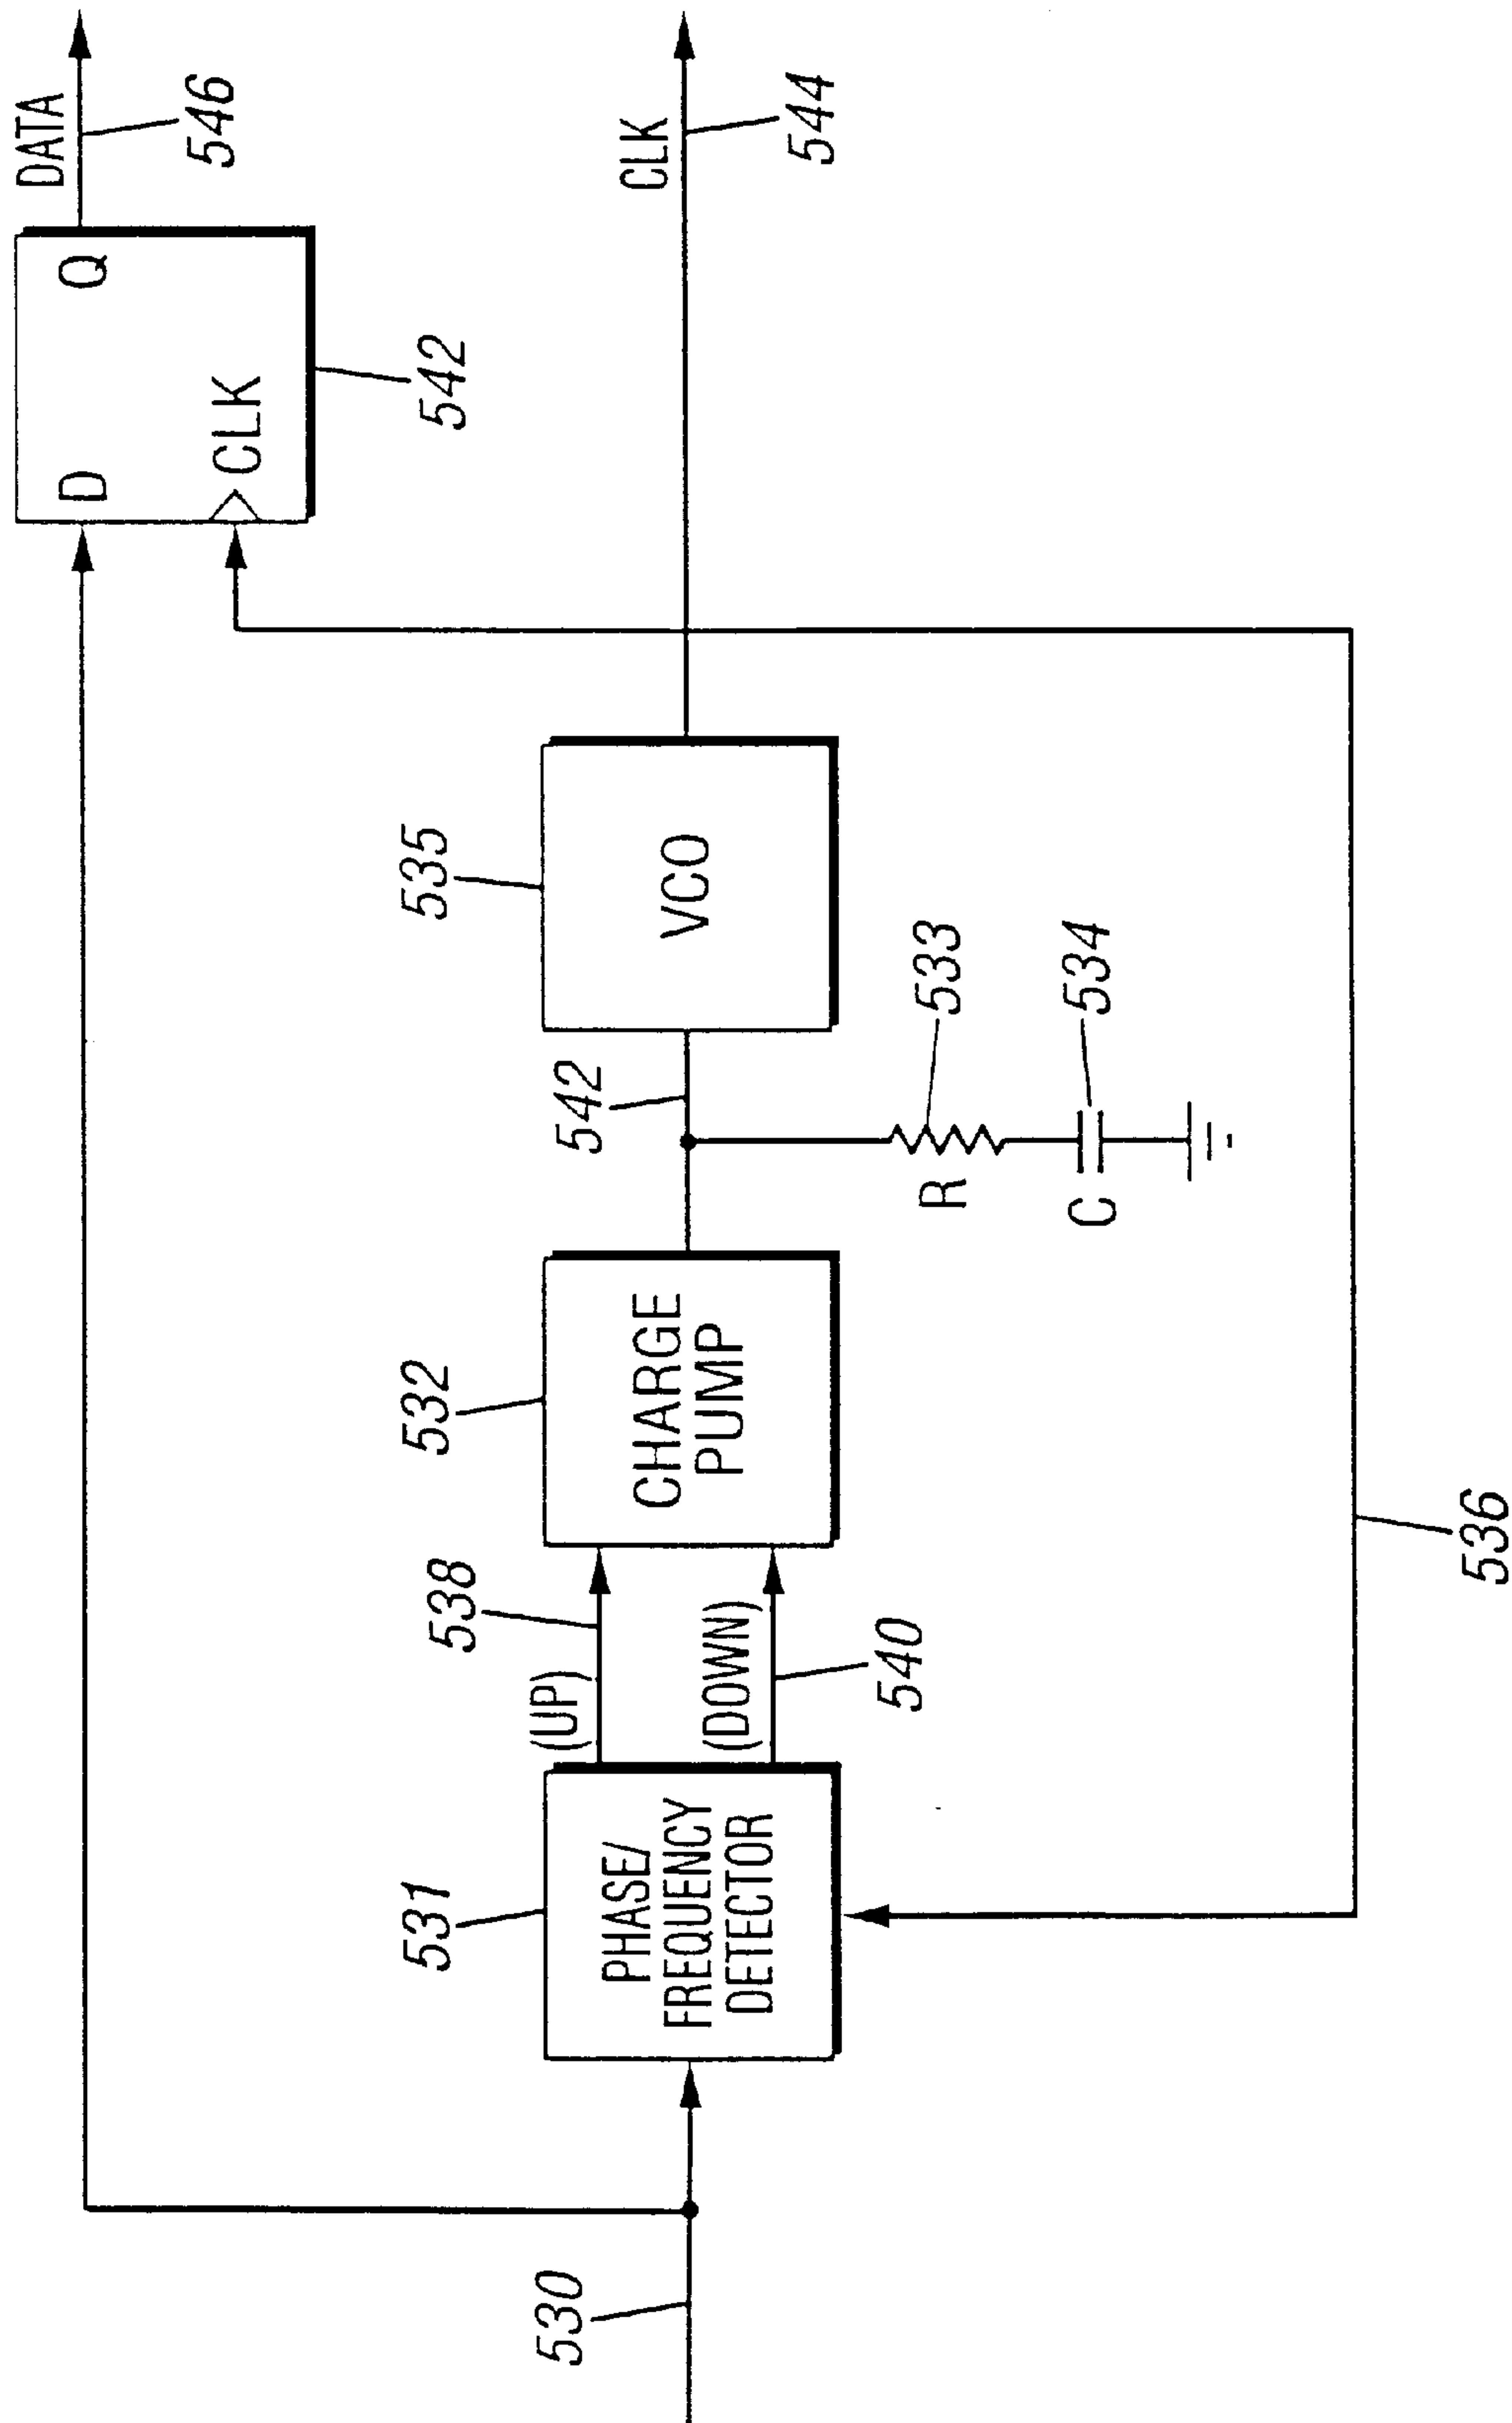 DATA
546
D
Q
CLK
542
CLK
544
535
VCO
542
533
R
534
C
532
CHARGE
PUMP
538
(UP)
(DOWN)
540
531
PHASE/
FREQUENCY
DETECTOR
530
536